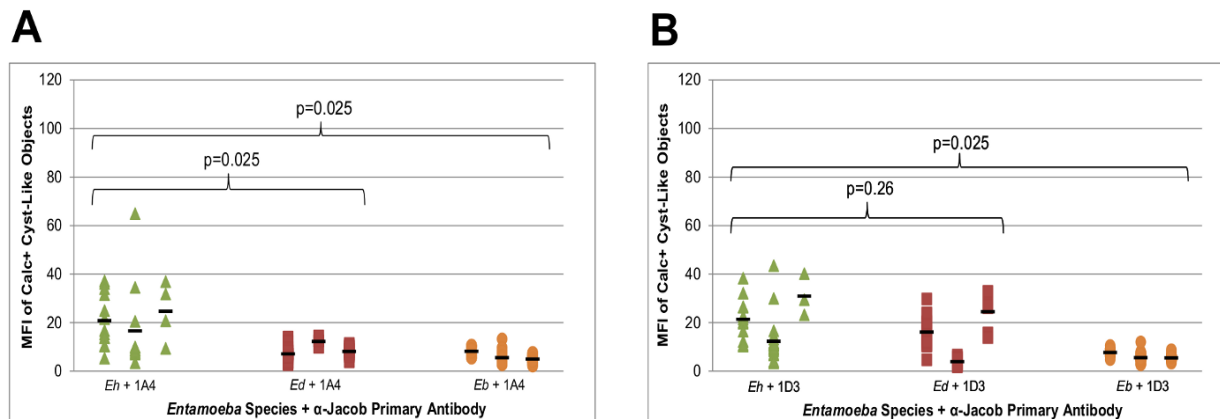 A
MFI of Calc+ Cyst-Like Objects
120
100
80
60
40
20
0
p=0.025
p=0.025
Eh + 1A4
Ed + 1A4
Eb + 1A4
Entamoeba Species + α-Jacob Primary Antibody
B
MFI of Calc+ Cyst-Like Objects
120
100
80
60
40
20
0
p=0.025
p=0.26
Eh + 1D3
Ed + 1D3
Eb + 1D3
Entamoeba Species + α-Jacob Primary Antibody